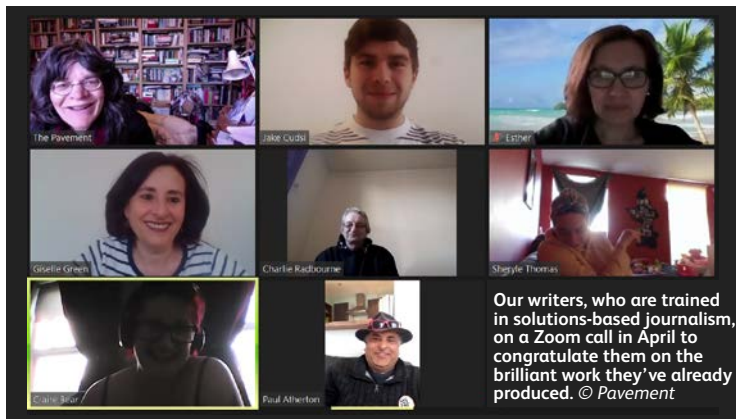 The Pavement
Jake Cudsi
Esther
Giselle Green
Charlie Radbourne
Sheryle Thomas
Claire Bear
Paul Atherton
Our writers, who are trained
in solutions-based journalism,
on a Zoom call in April to
congratulate them on the
brilliant work they've already
produced. © Pavement